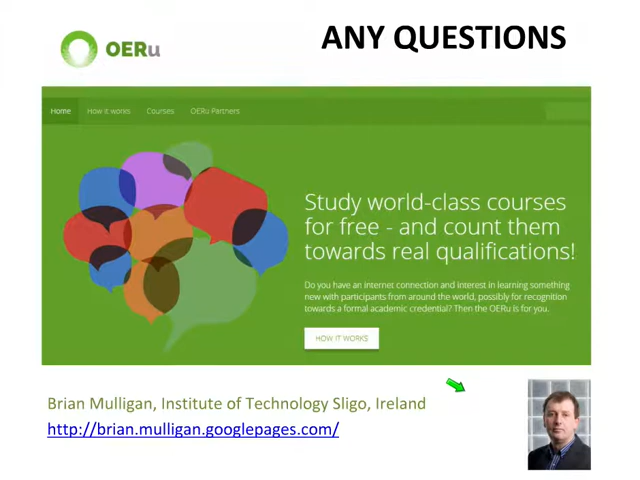 OERu
ANY QUESTIONS
Home How it works Courses OERu Partners
Study world-class courses
for free - and count them
towards real qualifications!
Do you have an internet connection and interest in learning something
new with participants from around the world, possibly for recognition
towards a formal academic credential? Then the OERu is for you.
HOW IT WORKS
Brian Mulligan, Institute of Technology Sligo, Ireland
http://brian.mulligan.googlepages.com/